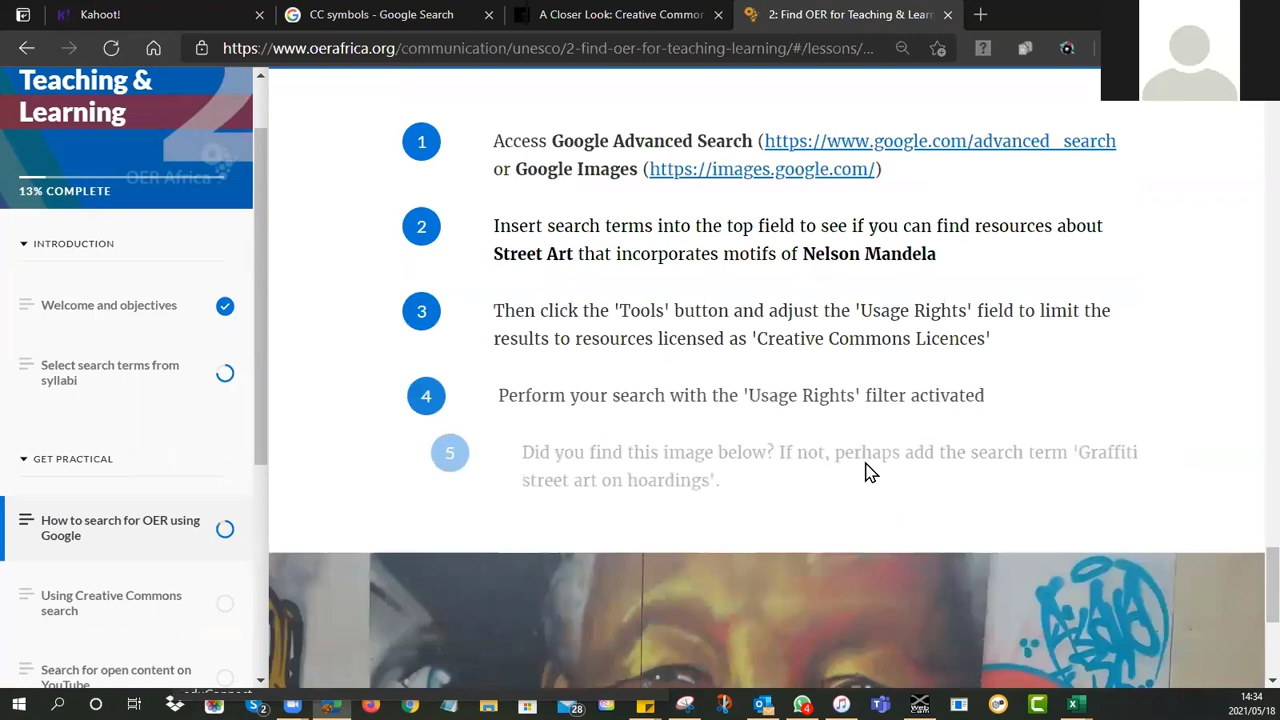 Kahoot!
CC symbols - Google Search
A Closer Look: Creative Commor
2: Find OER for Teaching & Learn
https://www.oerafrica.org/communication/unesco/2-find-oer-for-teaching-learning/#/lessons/...
Teaching &
Learning
2
OER Africa
13% COMPLETE
INTRODUCTION
Welcome and objectives
Select search terms from
syllabi
GET PRACTICAL
How to search for OER using
Google
Using Creative Commons
search
Search for open content on
YouTube
1
Access Google Advanced Search (https://www.google.com/advanced_search
or Google Images (https://images.google.com/)
2
Insert search terms into the top field to see if you can find resources about
Street Art that incorporates motifs of Nelson Mandela
3
Then click the 'Tools' button and adjust the 'Usage Rights' field to limit the
results to resources licensed as 'Creative Commons Licences'
4
Perform your search with the 'Usage Rights' filter activated
5
Did you find this image below? If not, perhaps add the search term 'Graffiti
street art on hoardings'.
2
28
4
14:34
2021/05/18